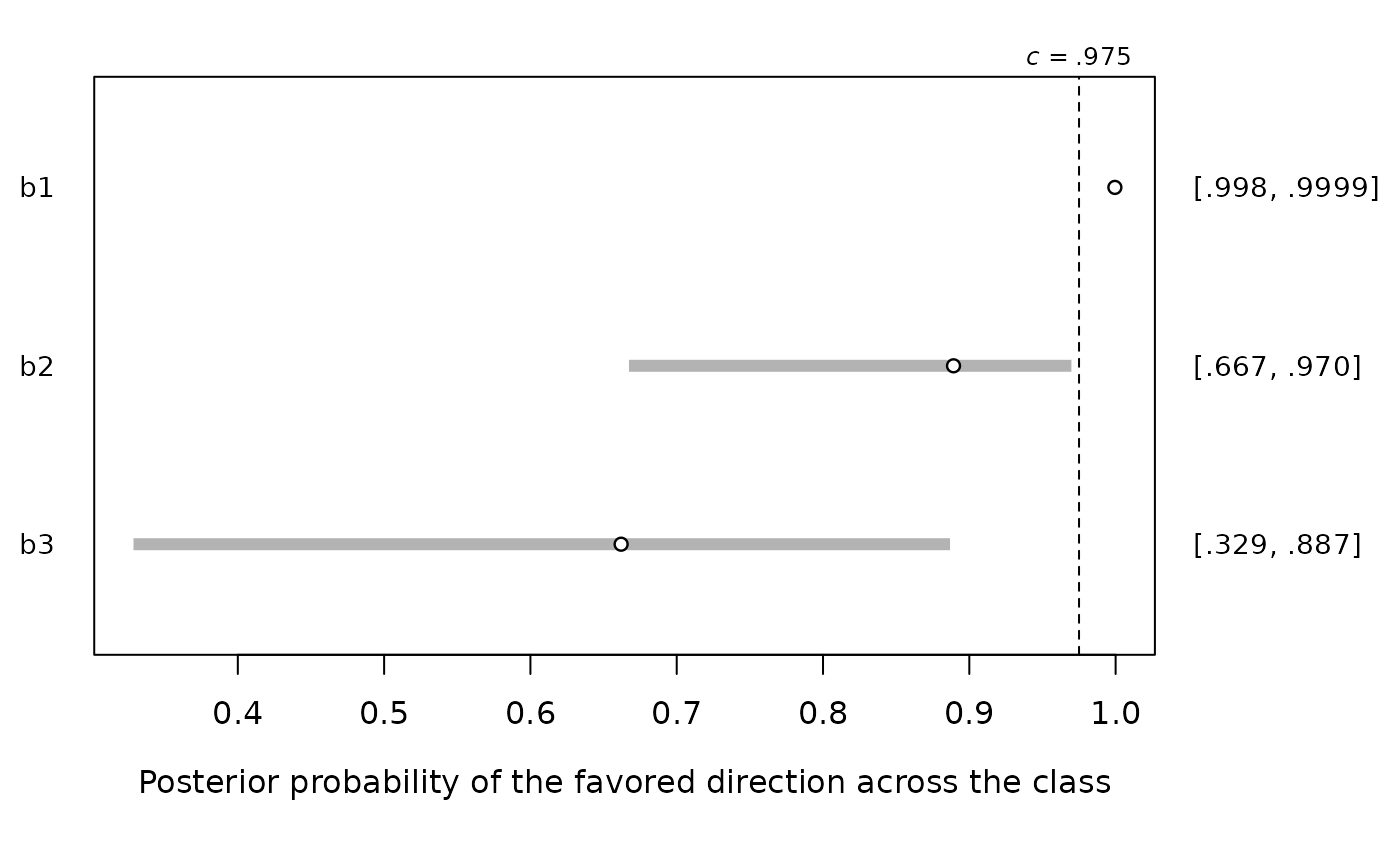 c = .975
b1 [.998, .9999]
b2 [.667, .970]
b3 [.329, .887]
0.4 0.5 0.6 0.7 0.8 0.9 1.0
Posterior probability of the favored direction across the class